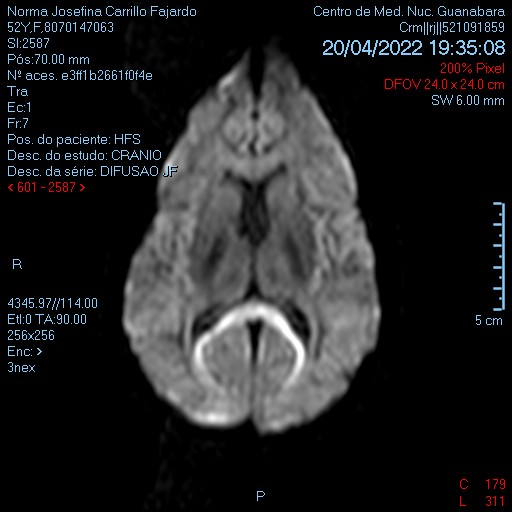 Norma Josefina Carrillo Fajardo
52Y,F,8070147063
Sl:2587
Pós:70.00 mm
Nº aces. e3ff1b2661f0f4e
Tra
Ec:1
Fr:7
Pos. do paciente: HFS
Desc. do estudo: CRANIO
Desc. da série: DIFUSAO JF
< 601 - 2587 >
Centro de Med. Nuc. Guanabara
Crm||rj||521091859
20/04/2022 19:35:08
200% Pixel
DFOV 24.0 x 24.0 cm
SW 6.00 mm
R
5 cm
4345.97//114.00
Etl:0 TA:90.00
256x256
Enc: >
3nex
P
C 179
L 311